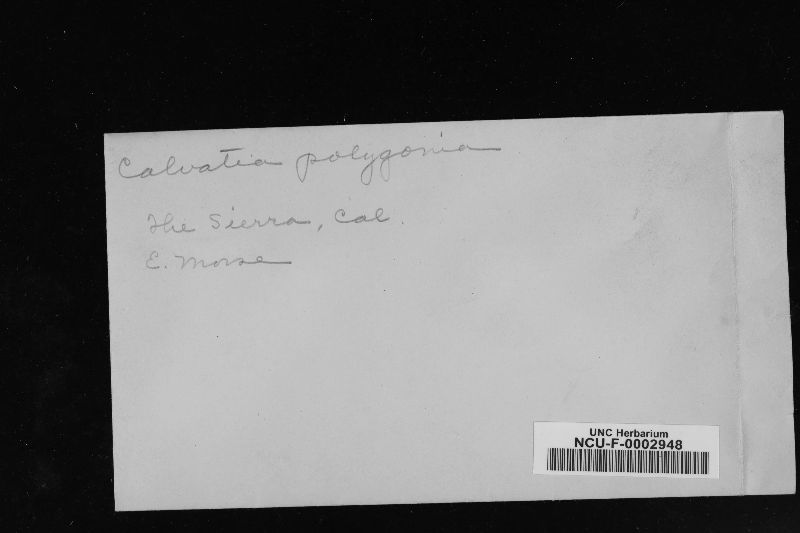 Calvatia polygonia
The Sierra, Cal.
E. Morse
UNC Herbarium
NCU-F-0002948